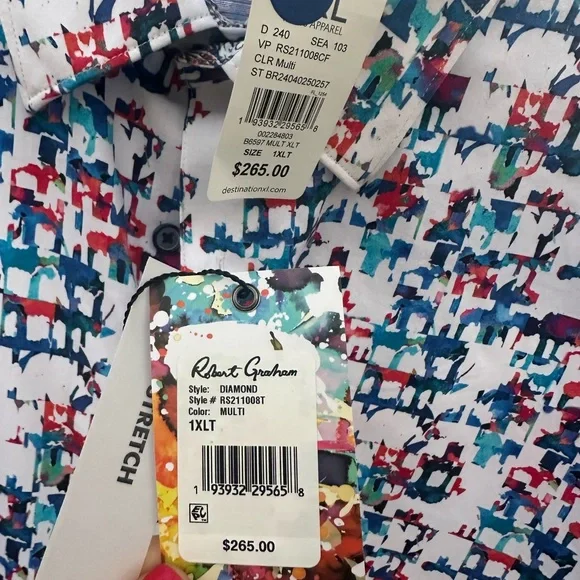 L
APPAREL
D 240 SEA 103
VP RS211008CF
CLR Multi
ST BR24040250257
1 93932 29565 8
002284803
B6597 MULT XLT
SIZE 1XLT
$265.00
destinationxl.com
Robert Graham
Style: DIAMOND
Style # RS211008T
Color: MULTI
1XLT
1 93932 29565 8
$265.00
STRETCH